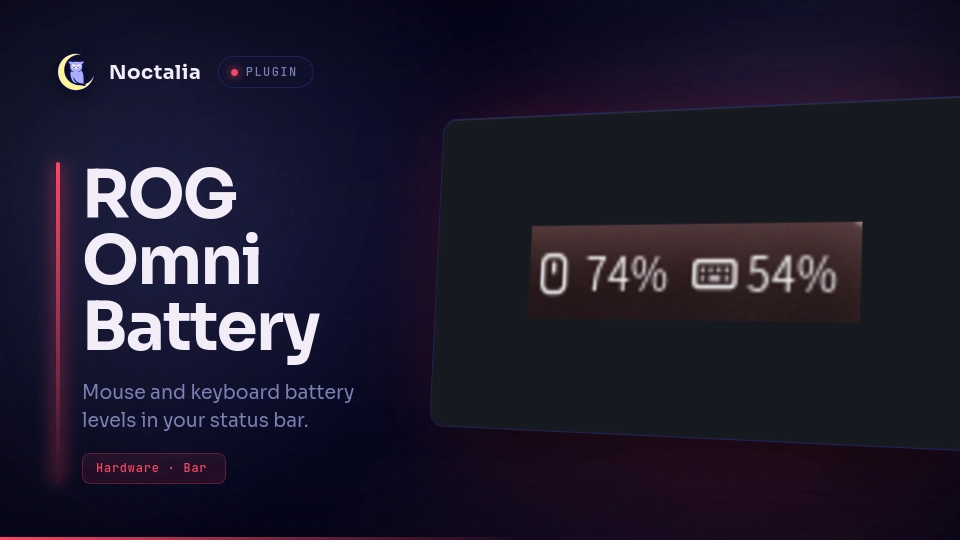 Noctalia
PLUGIN
ROG
Omni
Battery
Mouse and keyboard battery
levels in your status bar.
Hardware · Bar
74% 54%